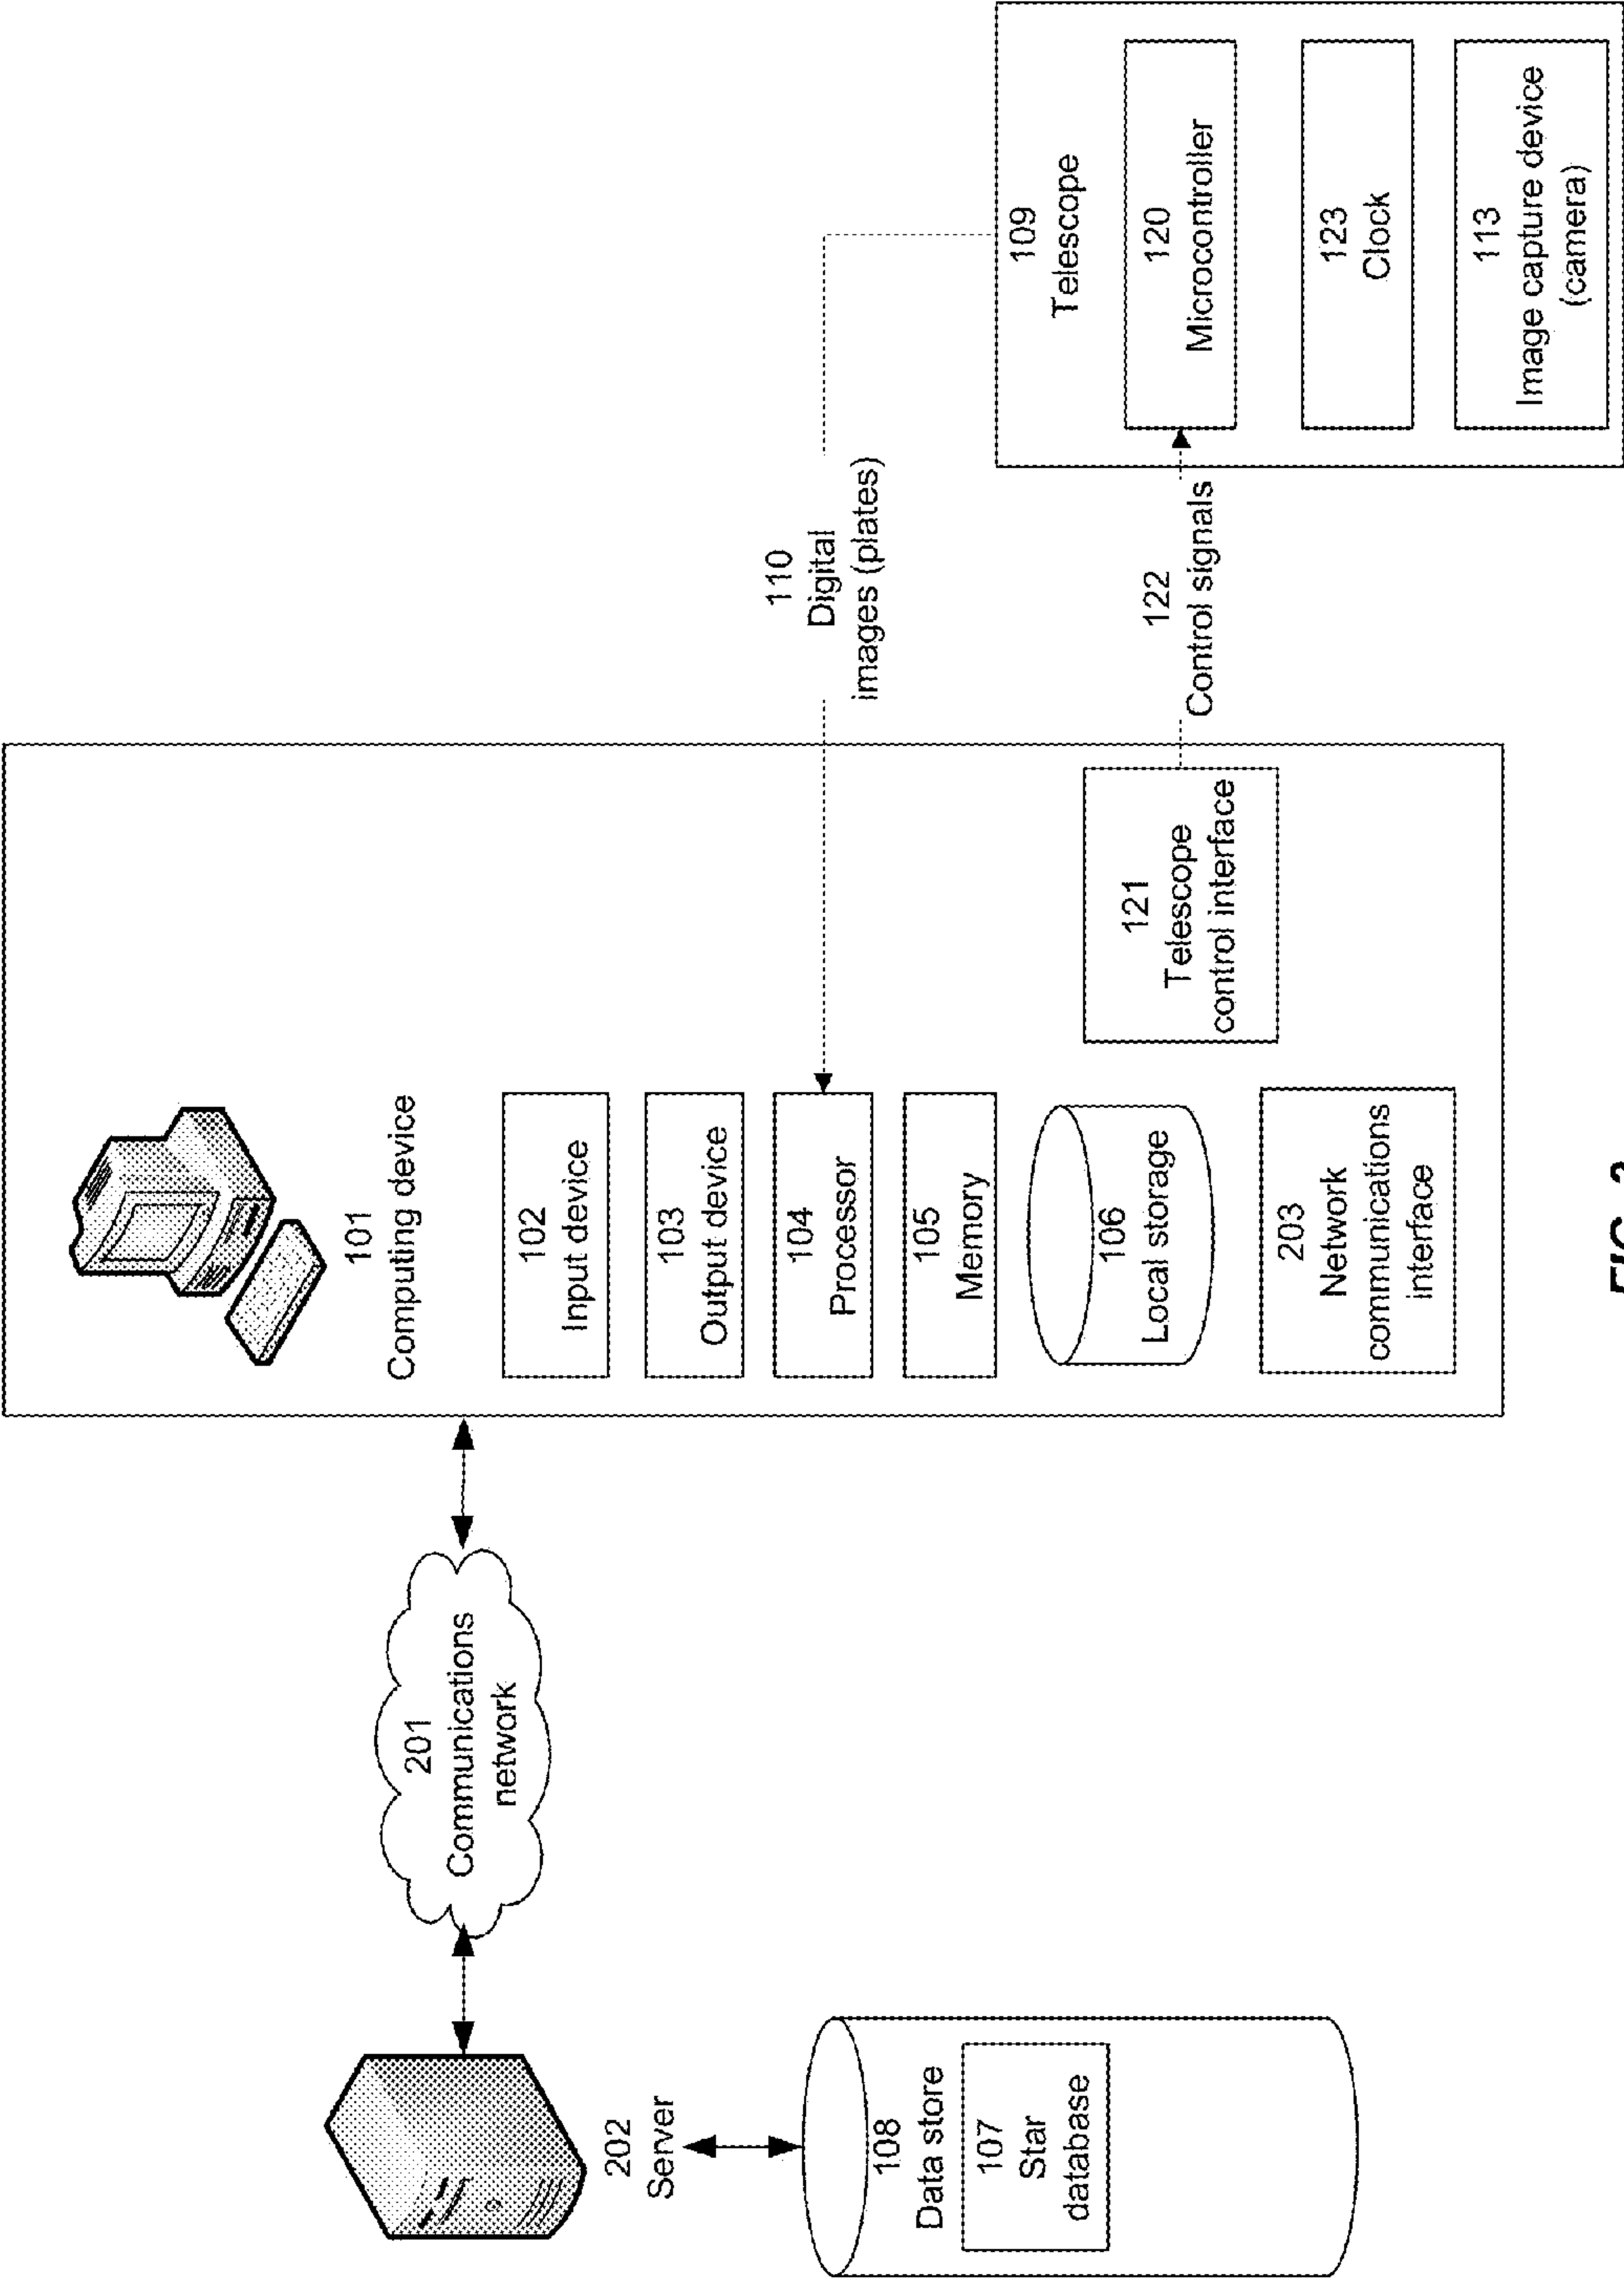 202
Server
108
Data store
107
Star
database
201
Communications
network
101
Computing device
102
Input device
103
Output device
104
Processor
105
Memory
106
Local storage
203
Network
communications
interface
121
Telescope
control interface
110
Digital
images (plates)
122
Control signals
109
Telescope
120
Microcontroller
123
Clock
113
Image capture device
(camera)